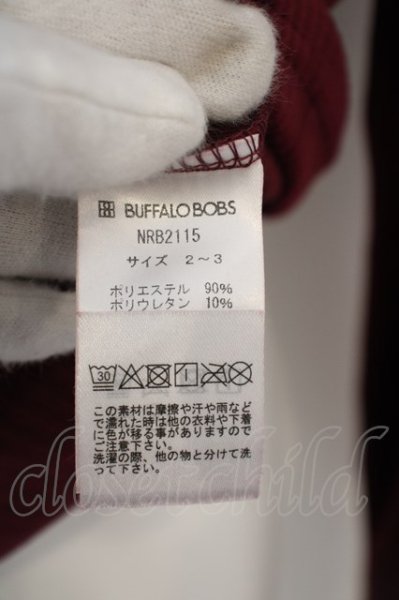 BUFFALO BOBS
NRB2115
サイズ 2～3
ポリエステル 90%
ポリウレタン 10%
30
この素材は摩擦や汗や雨などで
濡れた時は他の衣料や下着
に色が移る事がありますので
ご注意下さい。
洗濯の際、他の物と分けて洗
って下さい。
closetchild